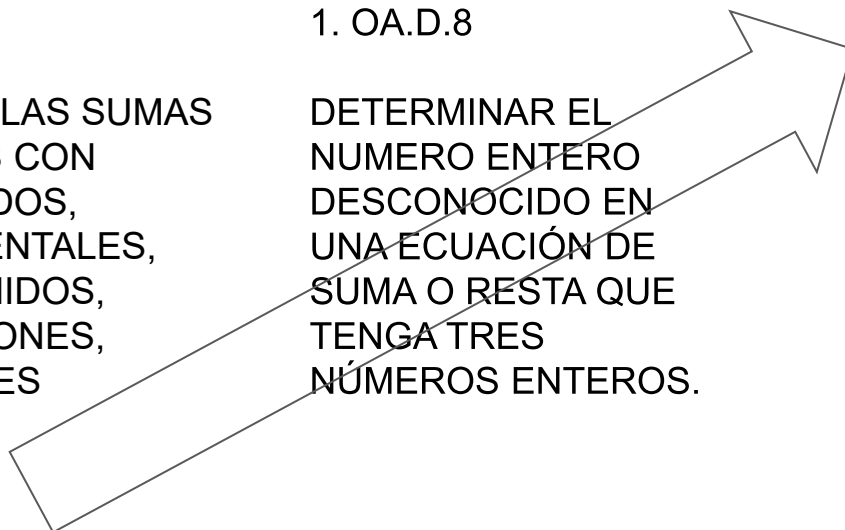 LAS SUMAS
CON
DOS,
ENTALES,
IDOS,
ONES,
ES
1. OA.D.8
DETERMINAR EL
NUMERO ENTERO
DESCONOCIDO EN
UNA ECUACIÓN DE
SUMA O RESTA QUE
TENGA TRES
NÚMEROS ENTEROS.